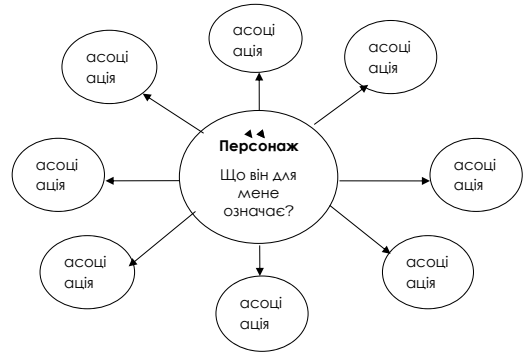 асоці
ація
асоці
ація
асоці
ація
Персонаж
Що він для
мене
означає?
асоці
ація
асоці
ація
асоці
ація
асоці
ація
асоці
ація